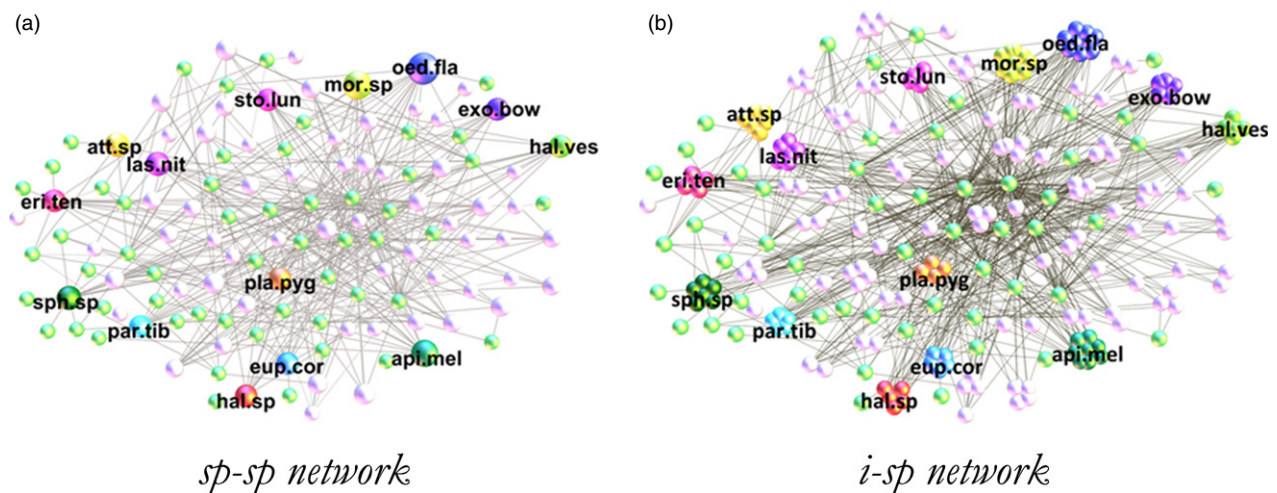 (a)
oed.fla
mor.sp
sto.lun
exo.bow
att.sp
hal.ves
las.nit
eri.ten
pla.pyg
sph.sp
par.tib
api.mel
eup.cor
hal.sp
sp-sp network
(b)
oed.fla
mor.sp
sto.lun
exo.bow
att.sp
hal.ves
las.nit
eri.ten
pla.pyg
sph.sp
par.tib
api.mel
eup.cor
hal.sp
i-sp network